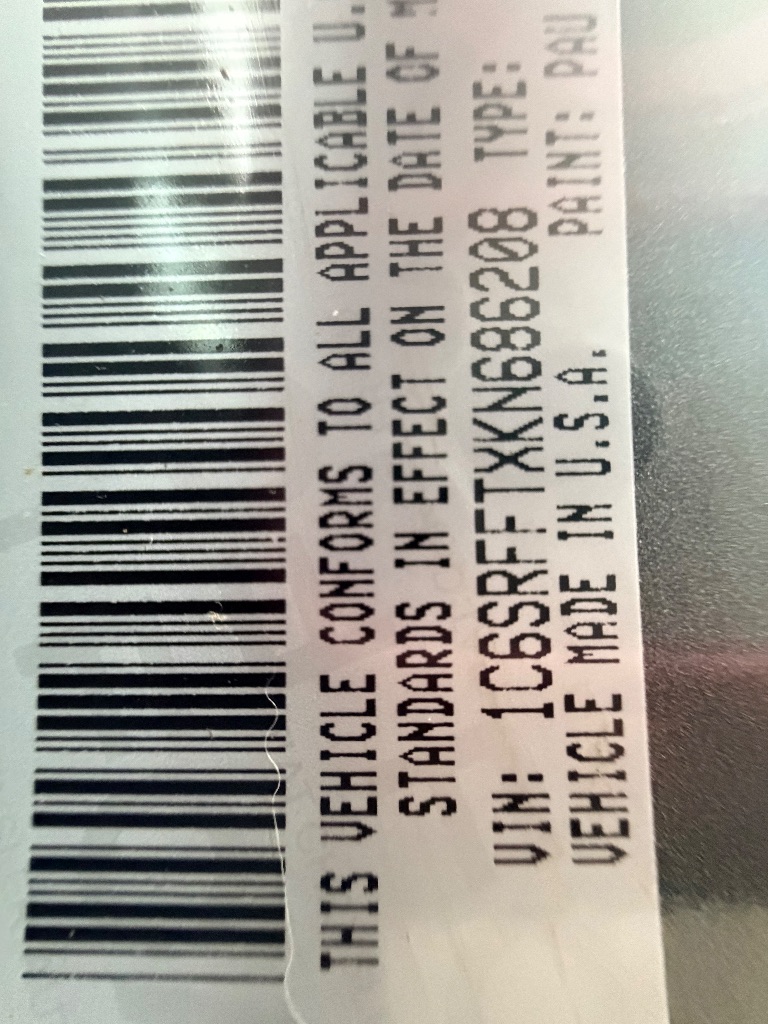 THIS VEHICLE CONFORMS TO ALL APPLICABLE U.
STANDARDS IN EFFECT ON THE DATE OF
VIN: 1C6SRFFTXKN686208 TYPE:
VEHICLE MADE IN U.S.A. PAINT: PAU